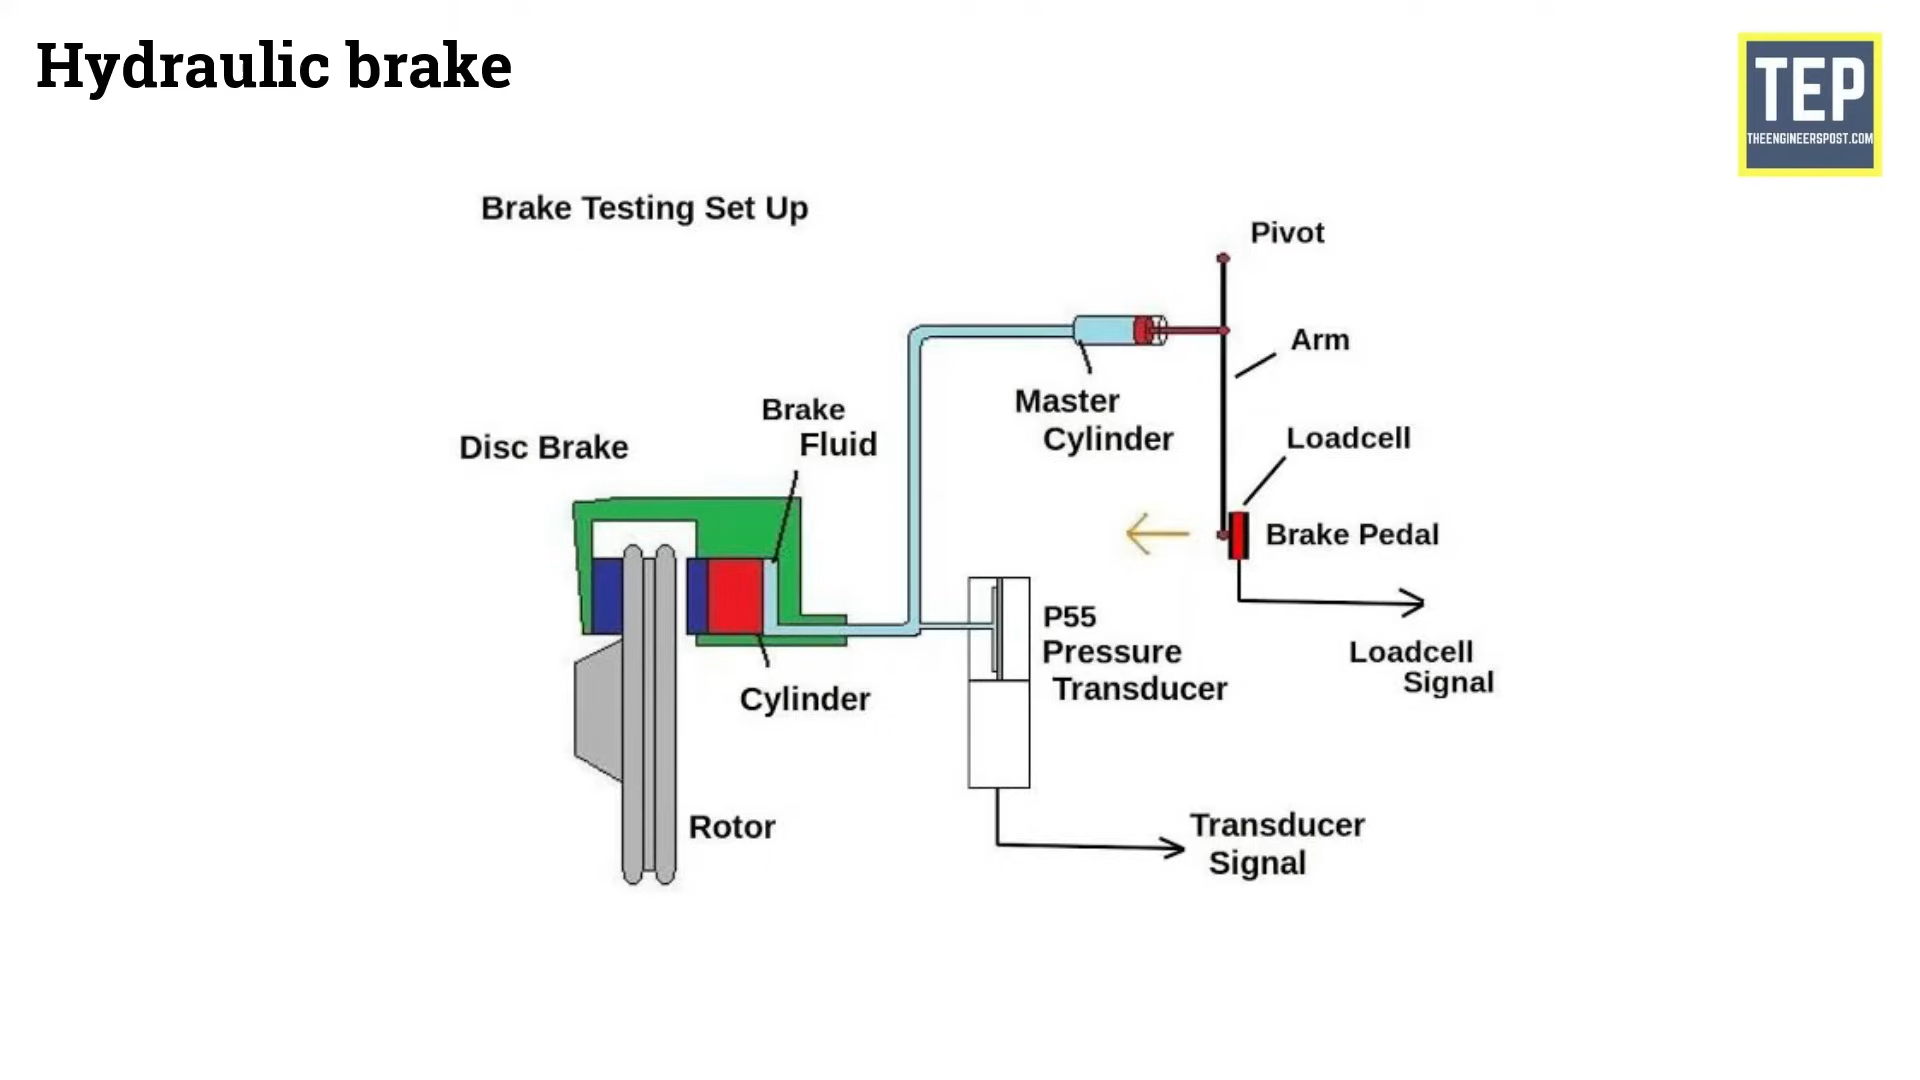 Hydraulic brake
TEP
THEENGINEERSPOST.COM
Brake Testing Set Up
Pivot
Arm
Master
Cylinder
Brake
Fluid
Disc Brake
Loadcell
Brake Pedal
P55
Pressure
Transducer
Loadcell
Signal
Cylinder
Rotor
Transducer
Signal